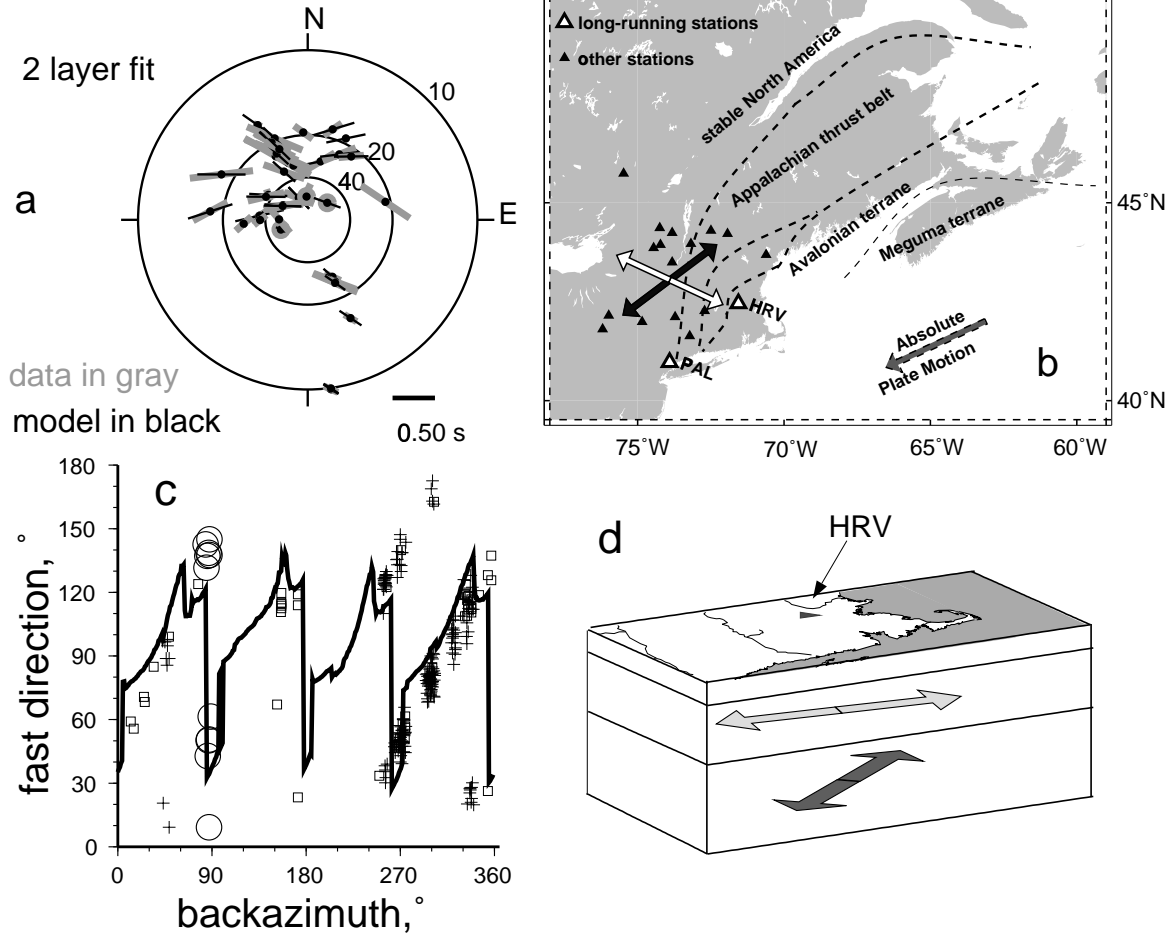 N
2 layer fit
10
20
40
a
E
data in gray
model in black
0.50 s
long-running stations
other stations
stable North America
Appalachian thrust belt
Avalonian terrane
Meguma terrane
HRV
PAL
Absolute
Plate Motion
b
45°N
40°N
75°W
70°W
65°W
60°W
c
180
150
120
90
60
30
0
fast direction,°
0
90
180
270
360
backazimuth,°
d
HRV